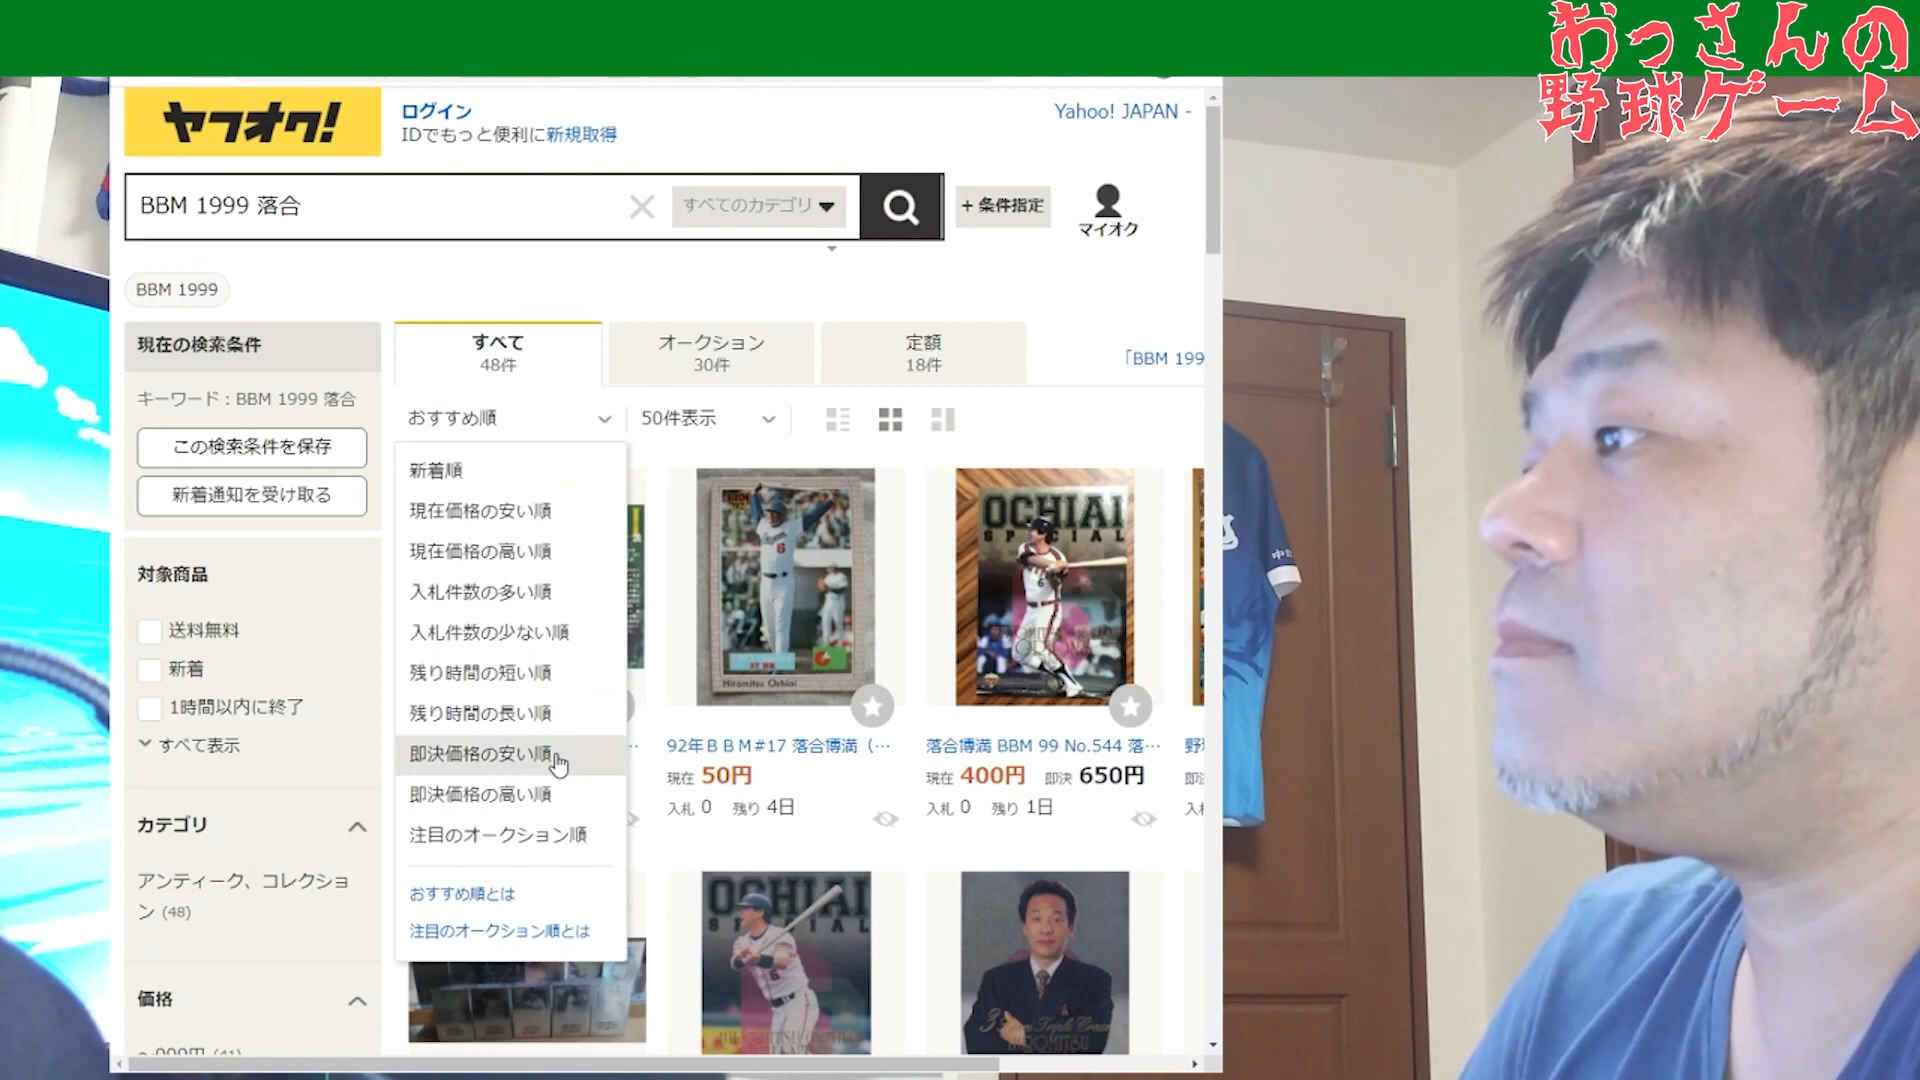 おっさんの
野球ゲーム
ヤフオク!
ログイン
IDでもっと便利に新規取得
Yahoo! JAPAN -
BBM 1999 落合
すべてのカテゴリ
+ 条件指定
マイオク
BBM 1999
現在の検索条件
キーワード : BBM 1999 落合
この検索条件を保存
新着通知を受け取る
対象商品
送料無料
新着
1時間以内に終了
すべて表示
カテゴリ
アンティーク、コレクショ
ン (48)
価格
すべて
48件
オークション
30件
定額
18件
「BBM 199
おすすめ順
50件表示
新着順
現在価格の安い順
現在価格の高い順
入札件数の多い順
入札件数の少ない順
残り時間の短い順
残り時間の長い順
即決価格の安い順
即決価格の高い順
注目のオークション順
おすすめ順とは
注目のオークション順とは
6
Hiromitsu Ochiai
92年ＢＢＭ#17 落合博満（…
現在 50円
入札 0 残り 4日
OCHIAI
SPECIAL
落合博満 BBM 99 No.544 落…
現在 400円 即決 650円
入札 0 残り 1日
OCHIAI
SPECIAL
3 Times Triple Crown
HIROMITSU
中